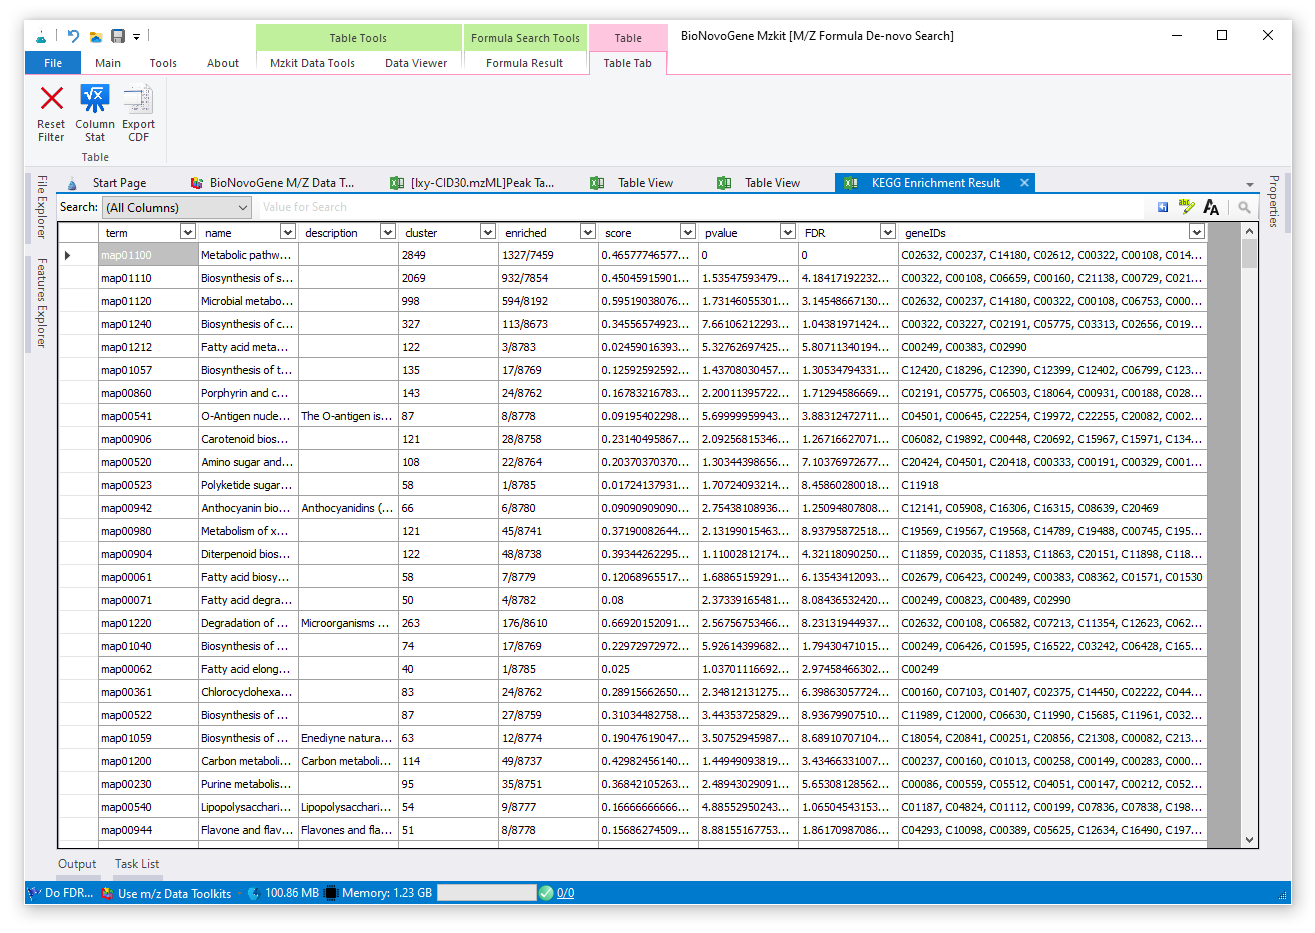 Table Tools Formula Search Tools Table BioNovoGene Mzkit [M/Z Formula De-novo Search]
File Main Tools About Mzkit Data Tools Data Viewer Formula Result Table Tab
Reset Filter Column Stat Export CDF
Table
File Explorer
Features Explorer
Properties
Start Page BioNovoGene M/Z Data T... [lxy-CID30.mzML]Peak Ta... Table View Table View KEGG Enrichment Result
Search: (All Columns) Value for Search
term name description cluster enriched score pvalue FDR geneIDs
map01100 Metabolic pathw... 2849 1327/7459 0.46577746577... 0 0 C02632, C00237, C14180, C02612, C00322, C00108, C014...
map01110 Biosynthesis of s... 2069 932/7854 0.45045915901... 1.53547593479... 4.18417192232... C00322, C00108, C06659, C00160, C21138, C00729, C021...
map01120 Microbial metabo... 998 594/8192 0.59519038076... 1.73146055301... 3.14548667130... C02632, C00237, C14180, C00322, C00108, C06753, C000...
map01240 Biosynthesis of c... 327 113/8673 0.34556574923... 7.66106212293... 1.04381971424... C00322, C03227, C02191, C05775, C03313, C02656, C019...
map01212 Fatty acid meta... 122 3/8783 0.02459016393... 5.32762697425... 5.80711340194... C00249, C00383, C02990
map01057 Biosynthesis of t... 135 17/8769 0.12592592592... 1.43708030457... 1.30534794331... C12420, C18296, C12390, C12399, C12402, C06799, C123...
map00860 Porphyrin and c... 143 24/8762 0.16783216783... 2.20011395722... 1.71294586669... C02191, C05775, C06503, C18064, C00931, C00188, C028...
map00541 O-Antigen nucle... The O-antigen is... 87 8/8778 0.09195402298... 5.69999959943... 3.88312472711... C04501, C00645, C22254, C19972, C22255, C20082, C002...
map00906 Carotenoid bios... 121 28/8758 0.23140495867... 2.09256815346... 1.26716627071... C06082, C19892, C00448, C20692, C15967, C15971, C134...
map00520 Amino sugar and... 108 22/8764 0.20370370370... 1.30344398656... 7.10376972677... C20424, C04501, C20418, C00333, C00191, C00329, C001...
map00523 Polyketide sugar... 58 1/8785 0.01724137931... 1.70724093214... 8.45860280018... C11918
map00942 Anthocyanin bio... Anthocyanidins (... 66 6/8780 0.09090909090... 2.75438108936... 1.25094807808... C12141, C05908, C16306, C16315, C08639, C20469
map00980 Metabolism of x... 121 45/8741 0.37190082644... 2.13199015463... 8.93795872518... C19569, C19567, C19568, C14789, C19488, C00745, C195...
map00904 Diterpenoid bios... 122 48/8738 0.39344262295... 1.11002812174... 4.32118090250... C11859, C02035, C11853, C11863, C20151, C11898, C118...
map00061 Fatty acid biosy... 58 7/8779 0.12068965517... 1.68865159291... 6.13543412093... C02679, C06423, C00249, C00383, C08362, C01571, C01530
map00071 Fatty acid degra... 50 4/8782 0.08 2.37339165481... 8.08436532420... C00249, C00823, C00489, C02990
map01220 Degradation of ... Microorganisms ... 263 176/8610 0.66920152091... 2.56756753466... 8.23131944937... C02632, C00108, C06582, C07213, C11354, C12623, C062...
map01040 Biosynthesis of ... 74 17/8769 0.22972972972... 5.92614399682... 1.79430471015... C00249, C06426, C01595, C16522, C03242, C06428, C165...
map00062 Fatty acid elong... 40 1/8785 0.025 1.03701116692... 2.97458466302... C00249
map00361 Chlorocyclohexa... 83 24/8762 0.28915662650... 2.34812131275... 6.39863057724... C00160, C07103, C01407, C02375, C14450, C02222, C044...
map00522 Biosynthesis of ... 87 27/8759 0.31034482758... 3.44353725829... 8.93679907510... C11989, C12000, C06630, C11990, C15685, C11961, C032...
map01059 Biosynthesis of ... Enediyne natura... 63 12/8774 0.19047619047... 3.50752945987... 8.68910707104... C18054, C20841, C00251, C20856, C21308, C00082, C213...
map01200 Carbon metaboli... Carbon metaboli... 114 49/8737 0.42982456140... 1.44949093819... 3.43466331007... C00237, C00160, C01013, C00258, C00149, C00283, C000...
map00230 Purine metabolis... 95 35/8751 0.36842105263... 2.48943029091... 5.65308128562... C00086, C00559, C05512, C04051, C00147, C00212, C052...
map00540 Lipopolysacchari... Lipopolysacchari... 54 9/8777 0.16666666666... 4.88552950243... 1.06504543153... C01187, C04824, C01112, C00199, C07836, C07838, C198...
map00944 Flavone and flav... Flavones and fla... 51 8/8778 0.15686274509... 8.88155167753... 1.86170987086... C04293, C10098, C00389, C05625, C12634, C16490, C197...
Output Task List
Do FDR... Use m/z Data Toolkits 100.86 MB Memory: 1.23 GB 0/0